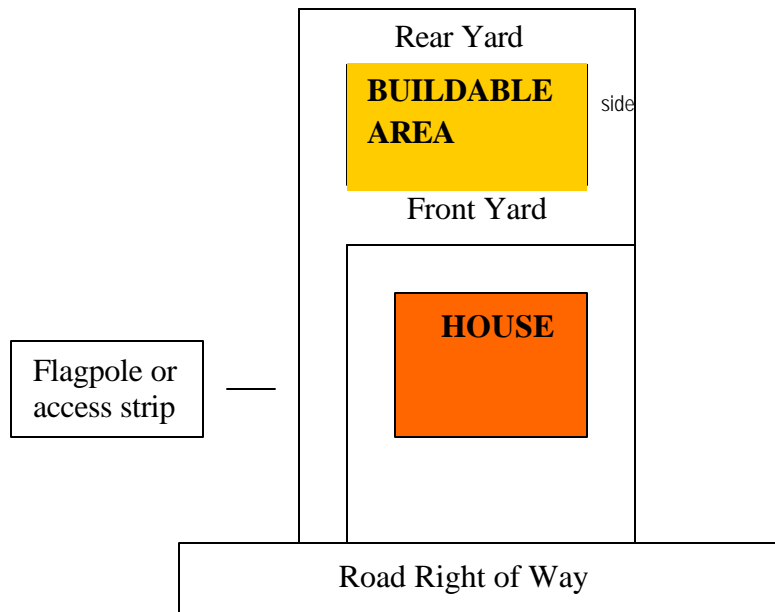 Rear Yard
BUILDABLE
AREA
side
Front Yard
HOUSE
Flagpole or
access strip
Road Right of Way